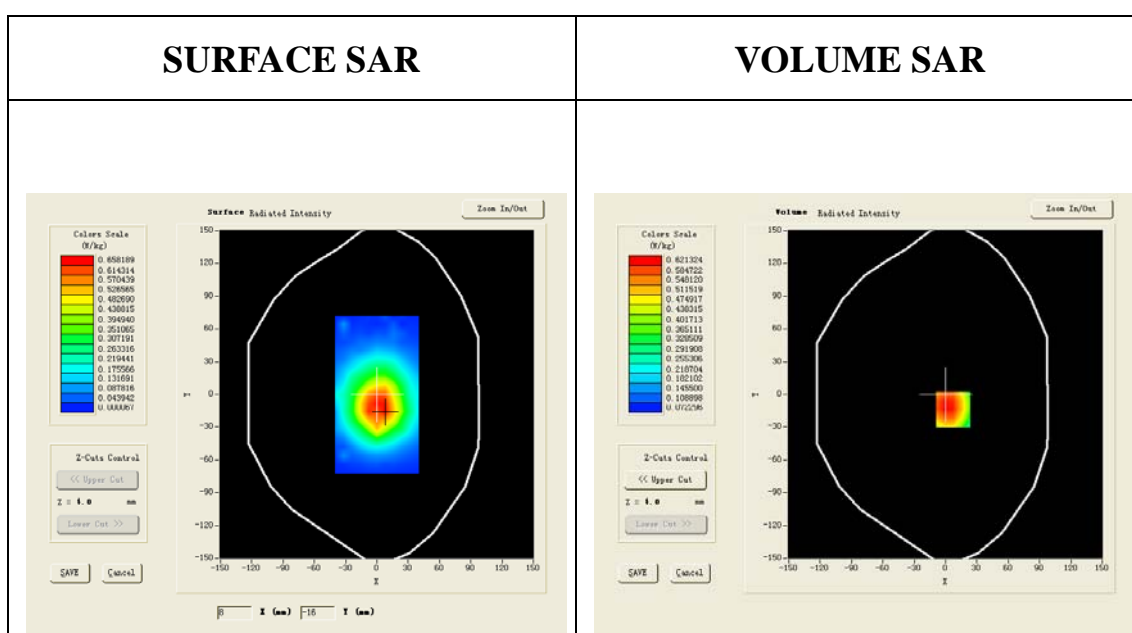 SURFACE SAR
VOLUME SAR
Surface Radiated Intensity
Zoom In/Out
Colors Scale
(W/kg)
0.658189
0.614314
0.570439
0.526565
0.482690
0.438815
0.394940
0.351065
0.307191
0.263316
0.219441
0.175566
0.131691
0.087816
0.043942
0.000067
Z-Cuts Control
<< Upper Cut
Z = 4.0 mm
Lower Cut >>
SAVE
Cancel
150
120
90
60
30
0
-30
-60
-90
-120
-150
Y
-150 -120 -90 -60 -30 0 30 60 90 120 150
X
8 X (mm) -16 Y (mm)
Volume Radiated Intensity
Zoom In/Out
Colors Scale
(W/kg)
0.621324
0.584722
0.548120
0.511519
0.474917
0.438315
0.401713
0.365111
0.328509
0.291908
0.255306
0.218704
0.182102
0.145500
0.108898
0.072296
Z-Cuts Control
<< Upper Cut
Z = 4.0 mm
Lower Cut >>
SAVE
Cancel
150
120
90
60
30
0
-30
-60
-90
-120
-150
Y
-150 -120 -90 -60 -30 0 30 60 90 120 150
X